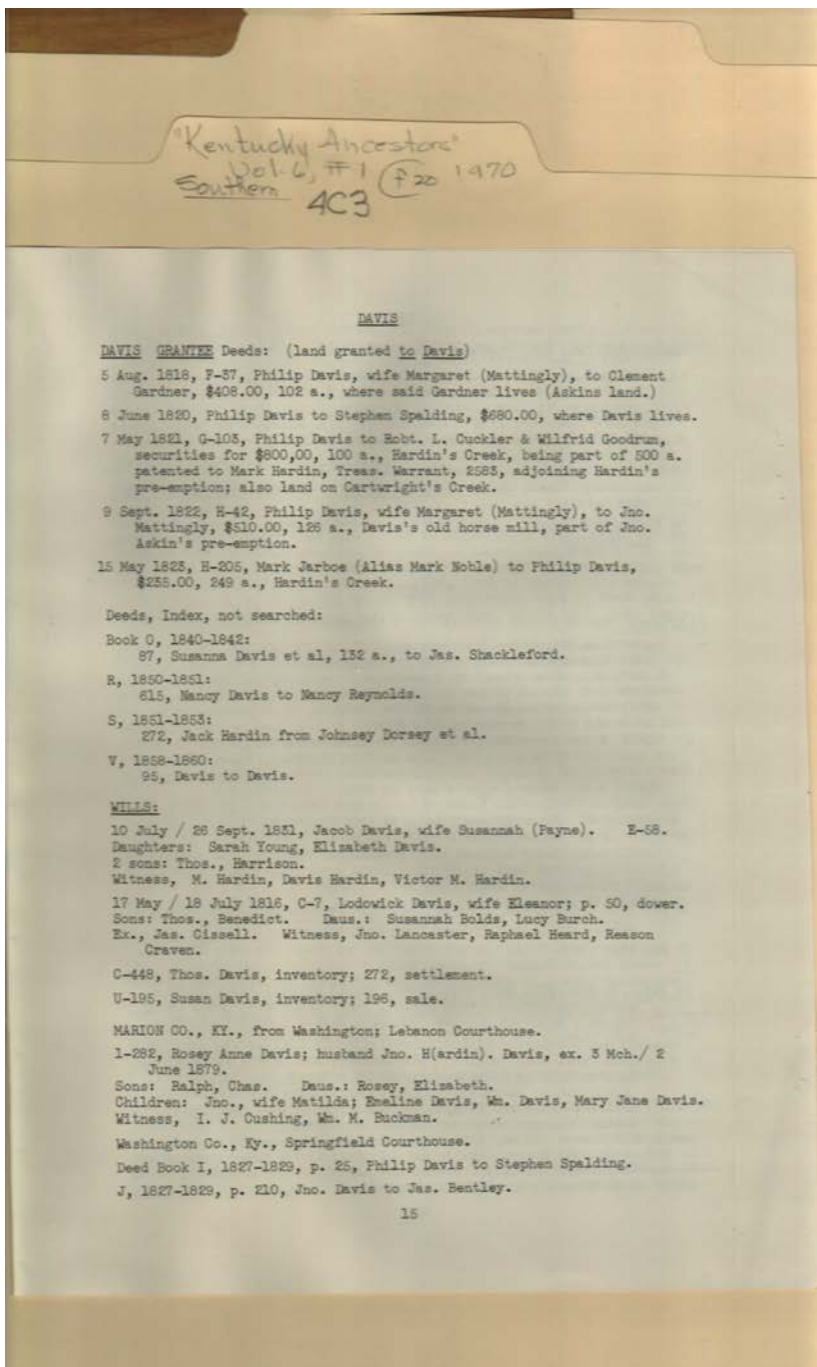 "Kentucky Ancestors"
Vol. 6, #1 (p 20) 1970
Southern
4C3
DAVIS
DAVIS GRANTEE Deeds: (land granted to Davis)
5 Aug. 1818, F-37, Philip Davis, wife Margaret (Mattingly), to Clement
Gardner, $408.00, 102 a., where said Gardner lives (Askins land.)
8 June 1820, Philip Davis to Stephen Spalding, $680.00, where Davis lives.
7 May 1821, G-103, Philip Davis to Robt. L. Cuckler & Wilfrid Goodrum,
securities for $800,00, 100 a., Hardin's Creek, being part of 500 a.
patented to Mark Hardin, Treas. Warrant, 2583, adjoining Hardin's
pre-emption; also land on Cartwright's Creek.
9 Sept. 1822, H-42, Philip Davis, wife Margaret (Mattingly), to Jno.
Mattingly, $510.00, 126 a., Davis's old horse mill, part of Jno.
Askin's pre-emption.
15 May 1823, H-205, Mark Jarboe (Alias Mark Noble) to Philip Davis,
$235.00, 249 a., Hardin's Creek.
Deeds, Index, not searched:
Book O, 1840-1842:
87, Susanna Davis et al, 132 a., to Jas. Shackleford.
R, 1850-1851:
615, Nancy Davis to Nancy Reynolds.
S, 1851-1853:
272, Jack Hardin from Johnsey Dorsey et al.
V, 1858-1860:
95, Davis to Davis.
WILLS:
10 July / 26 Sept. 1831, Jacob Davis, wife Susannah (Payne). E-58.
Daughters: Sarah Young, Elizabeth Davis.
2 sons: Thos., Harrison.
Witness, M. Hardin, Davis Hardin, Victor M. Hardin.
17 May / 18 July 1816, C-7, Lodowick Davis, wife Eleanor; p. 50, dower.
Sons: Thos., Benedict. Daus.: Susannah Bolds, Lucy Burch.
Ex., Jas. Cissell. Witness, Jno. Lancaster, Raphael Heard, Reason
Craven.
C-448, Thos. Davis, inventory; 272, settlement.
U-195, Susan Davis, inventory; 196, sale.
MARION CO., KY., from Washington; Lebanon Courthouse.
1-282, Rosey Anne Davis; husband Jno. H(ardin). Davis, ex. 3 Mch./ 2
June 1879.
Sons: Ralph, Chas. Daus.: Rosey, Elizabeth.
Children: Jno., wife Matilda; Emeline Davis, Wm. Davis, Mary Jane Davis.
Witness, I. J. Cushing, Wm. M. Buckman.
Washington Co., Ky., Springfield Courthouse.
Deed Book I, 1827-1829, p. 25, Philip Davis to Stephen Spalding.
J, 1827-1829, p. 210, Jno. Davis to Jas. Bentley.
15